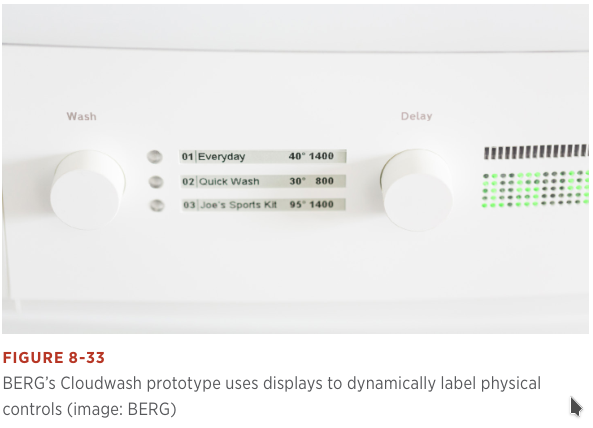 Wash
Delay
01 Everyday 40° 1400
02 Quick Wash 30° 800
03 Joe's Sports Kit 95° 1400
FIGURE 8-33
BERG's Cloudwash prototype uses displays to dynamically label physical
controls (image: BERG)